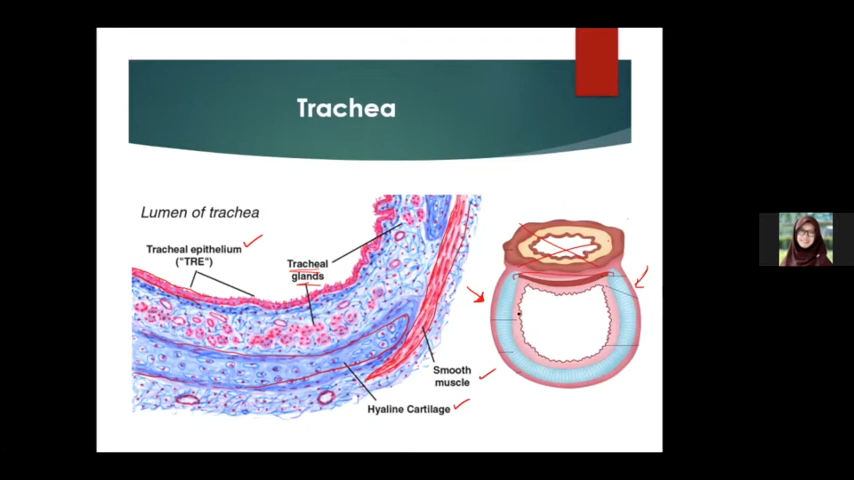 Trachea
Lumen of trachea
Tracheal epithelium
("TRE")
Tracheal
glands
Smooth
muscle
Hyaline Cartilage